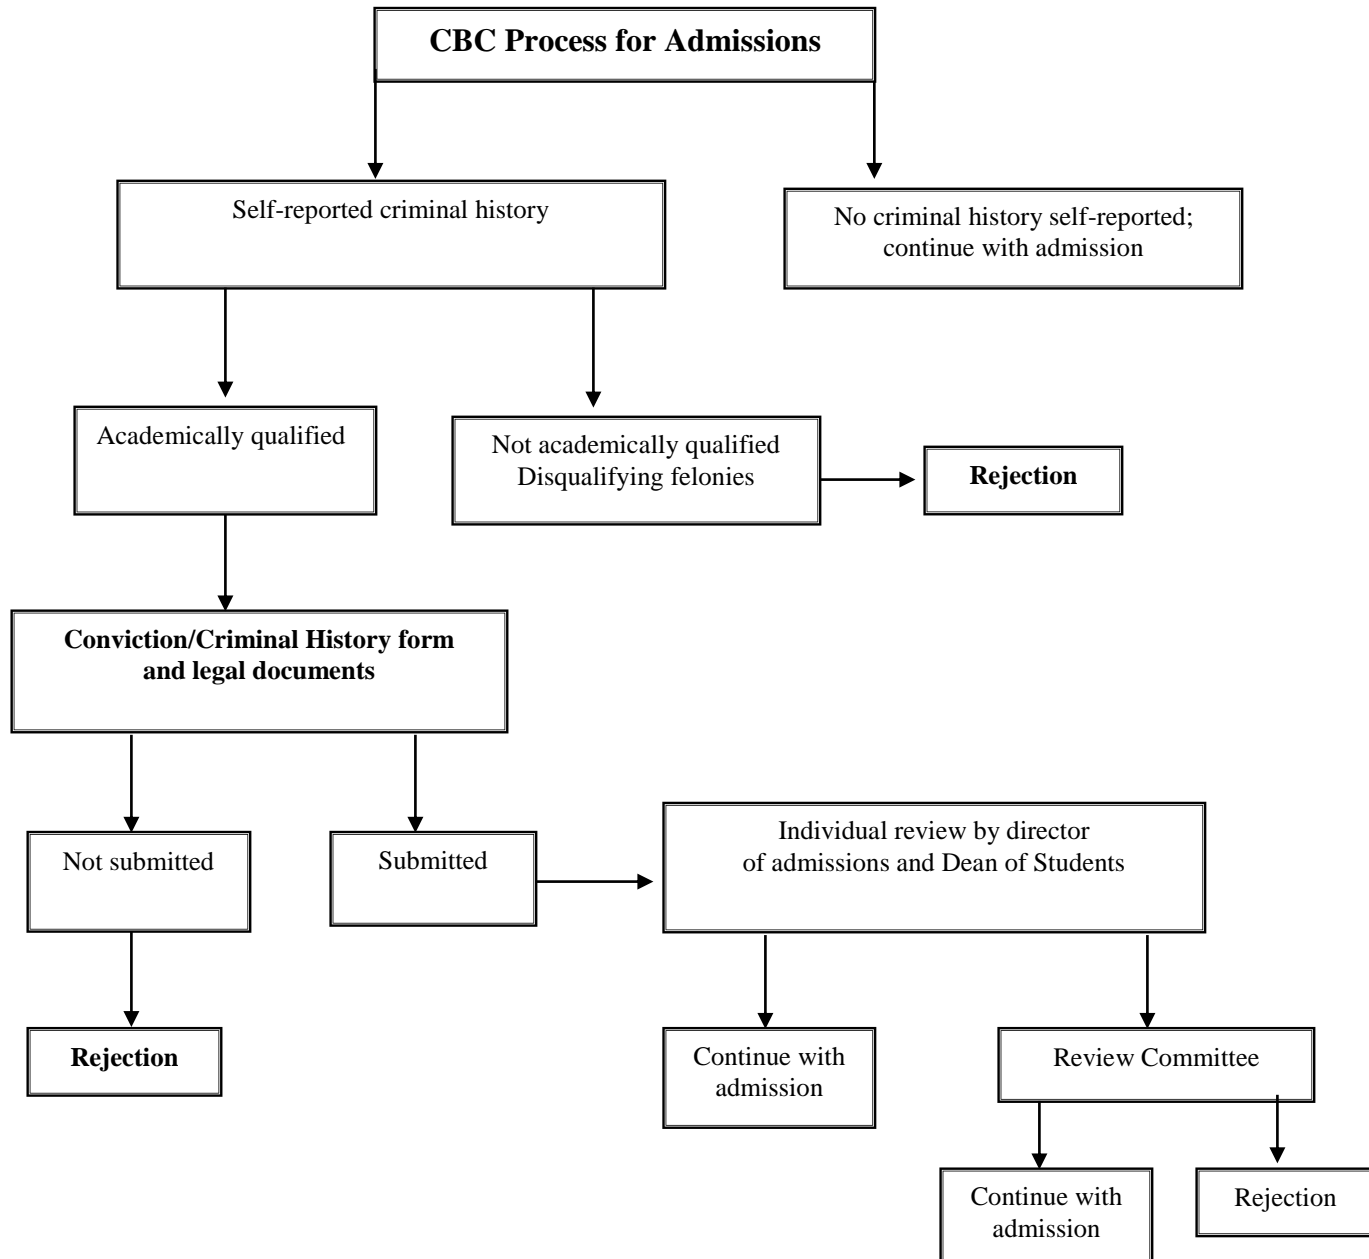 CBC Process for Admissions
Self-reported criminal history
No criminal history self-reported;
continue with admission
Academically qualified
Not academically qualified
Disqualifying felonies
Rejection
Conviction/Criminal History form
and legal documents
Not submitted
Submitted
Individual review by director
of admissions and Dean of Students
Rejection
Continue with
admission
Review Committee
Continue with
admission
Rejection